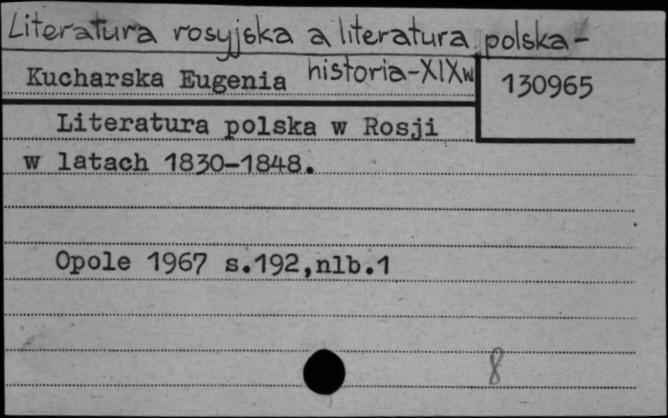 Literatura rosyjska a literatura polska-
historia-XIXw
Kucharska Eugenia
130965
Literatura polska w Rosji
w latach 1830-1848.
Opole 1967 s.192,nlb.1
8